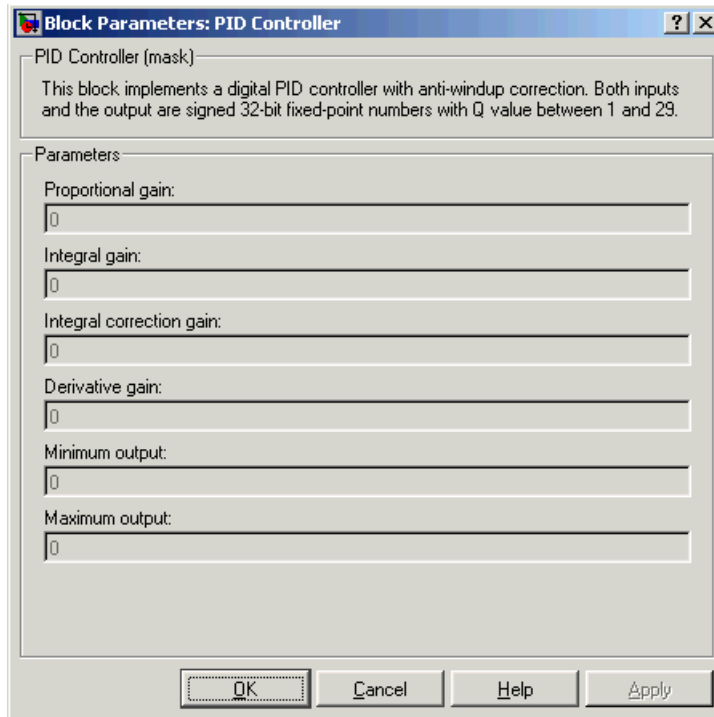 Block Parameters: PID Controller
PID Controller (mask)
This block implements a digital PID controller with anti-windup correction. Both inputs
and the output are signed 32-bit fixed-point numbers with Q value between 1 and 29.
Parameters
Proportional gain:
0
Integral gain:
0
Integral correction gain:
0
Derivative gain:
0
Minimum output:
0
Maximum output:
0
OK Cancel Help Apply